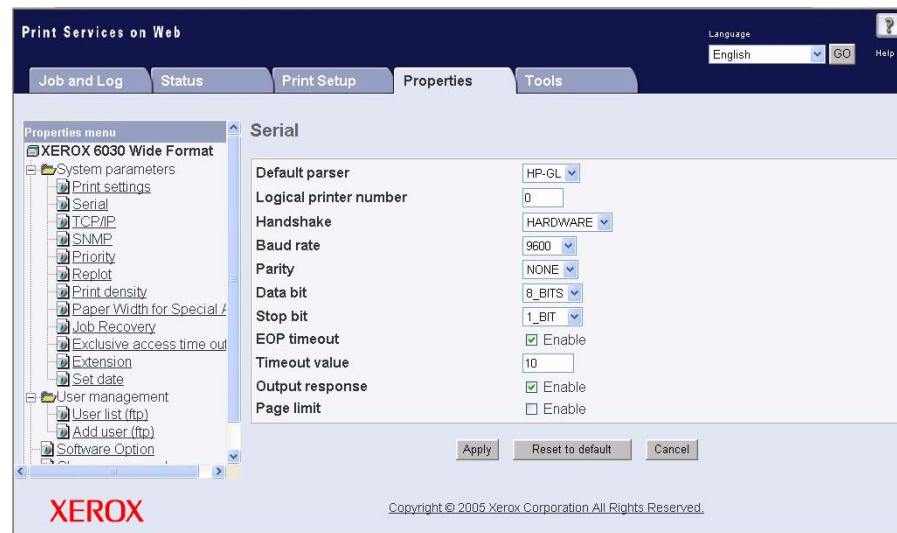 Print Services on Web
Language
English
GO
?
Help
Job and Log
Status
Print Setup
Properties
Tools
Properties menu
XEROX 6030 Wide Format
System parameters
Print settings
Serial
TCP/IP
SNMP
Priority
Replot
Print density
Paper Width for Special
Job Recovery
Exclusive access time out
Extension
Set date
User management
User list (ftp)
Add user (ftp)
Software Option
Serial
Default parser HP-GL
Logical printer number 0
Handshake HARDWARE
Baud rate 9600
Parity NONE
Data bit 8_BITS
Stop bit 1_BIT
EOP timeout Enable
Timeout value 10
Output response Enable
Page limit Enable
Apply
Reset to default
Cancel
XEROX
Copyright © 2005 Xerox Corporation All Rights Reserved.